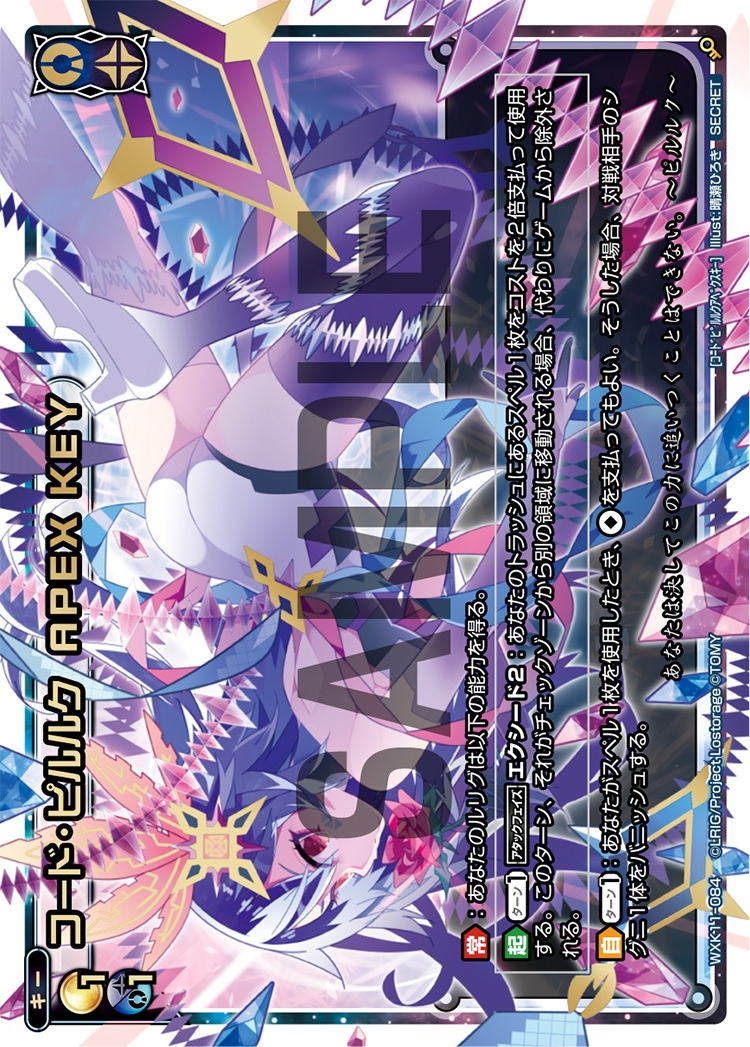 キー
コード・ピルルク APEX KEY
1
1
SAMPLE
常：あなたのルリグは以下の能力を得る。
起 ターン1 アタックフェイズ エクシード２：あなたのトラッシュにあるスペル１枚をコストを２倍支払って使用
する。このターン、それがチェックゾーンから別の領域に移動される場合、代わりにゲームから除外さ
れる。
自 ターン1：あなたがスペル１枚を使用したとき、を支払ってもよい。そうした場合、対戦相手のシ
グニ１体をバニッシュする。
あなたは決してこの力に追いつくことはできない。～ピルルク～
WXK11-084 ©LRIG/Project Lostorage ©TOMY [コードピルルクアペックスキー] Illust:晴瀬ひろき SECRET